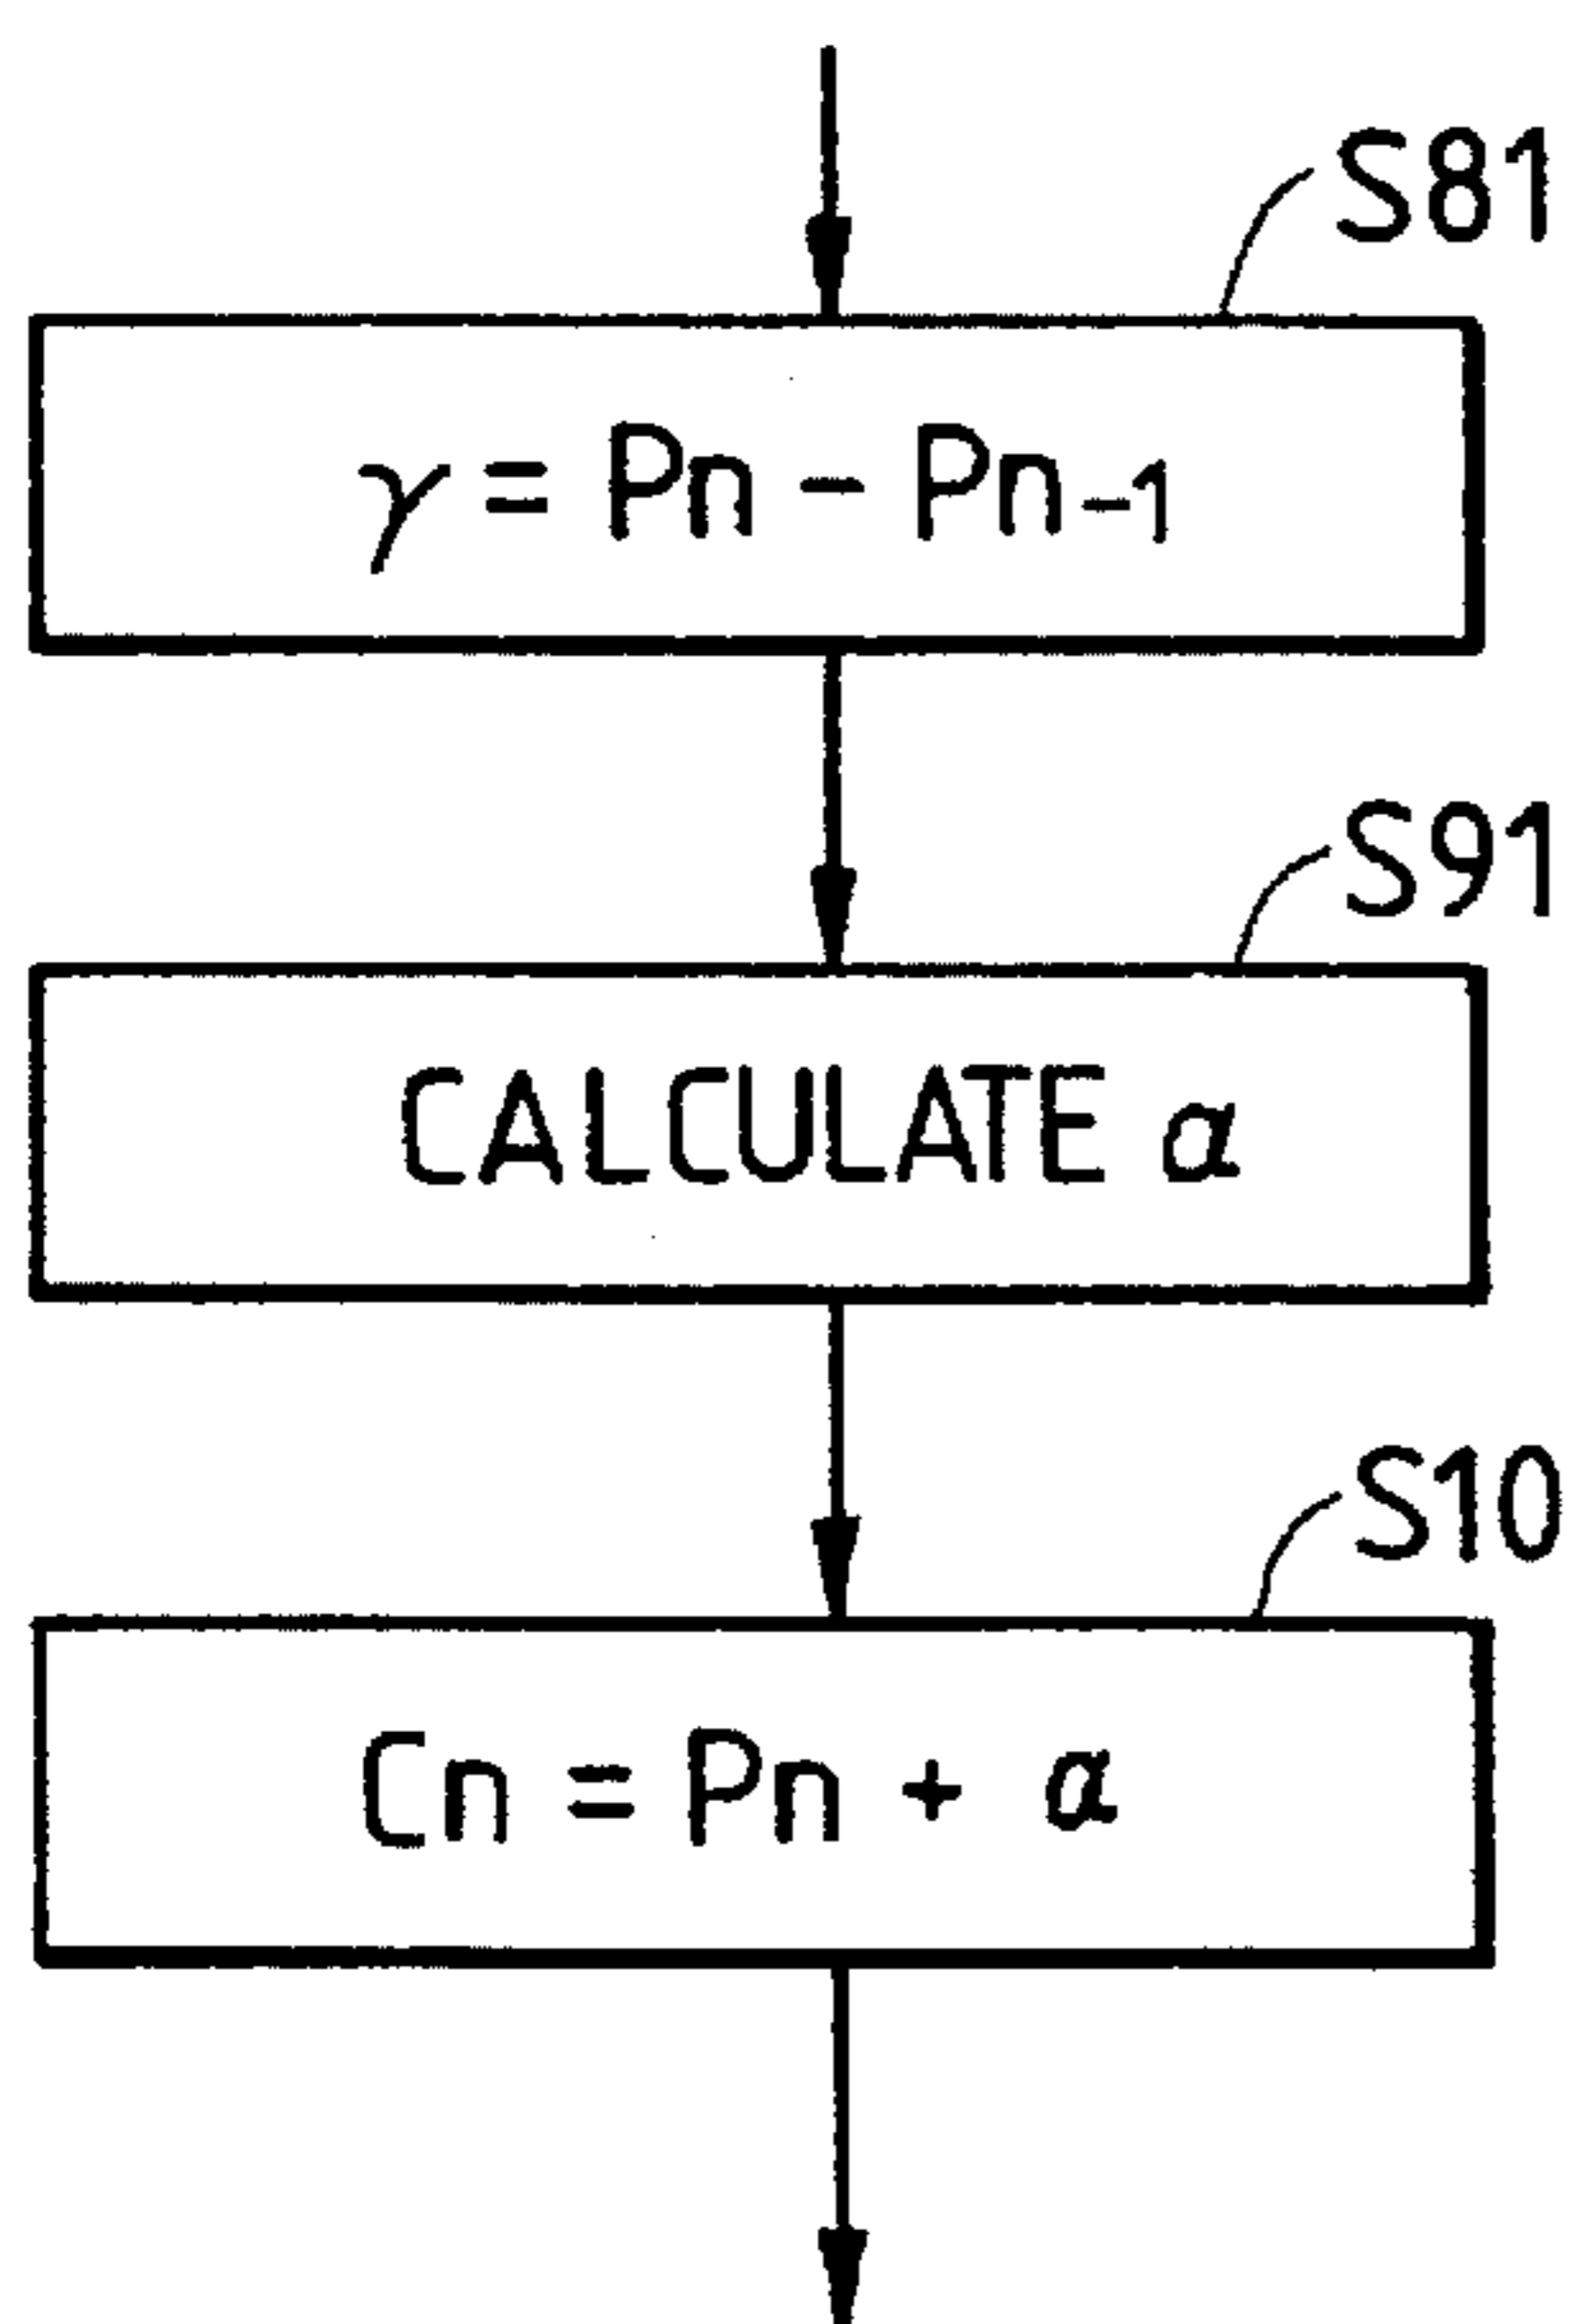 S81
γ = Pn - Pn-1
S91
CALCULATE α
S10
Cn = Pn + α